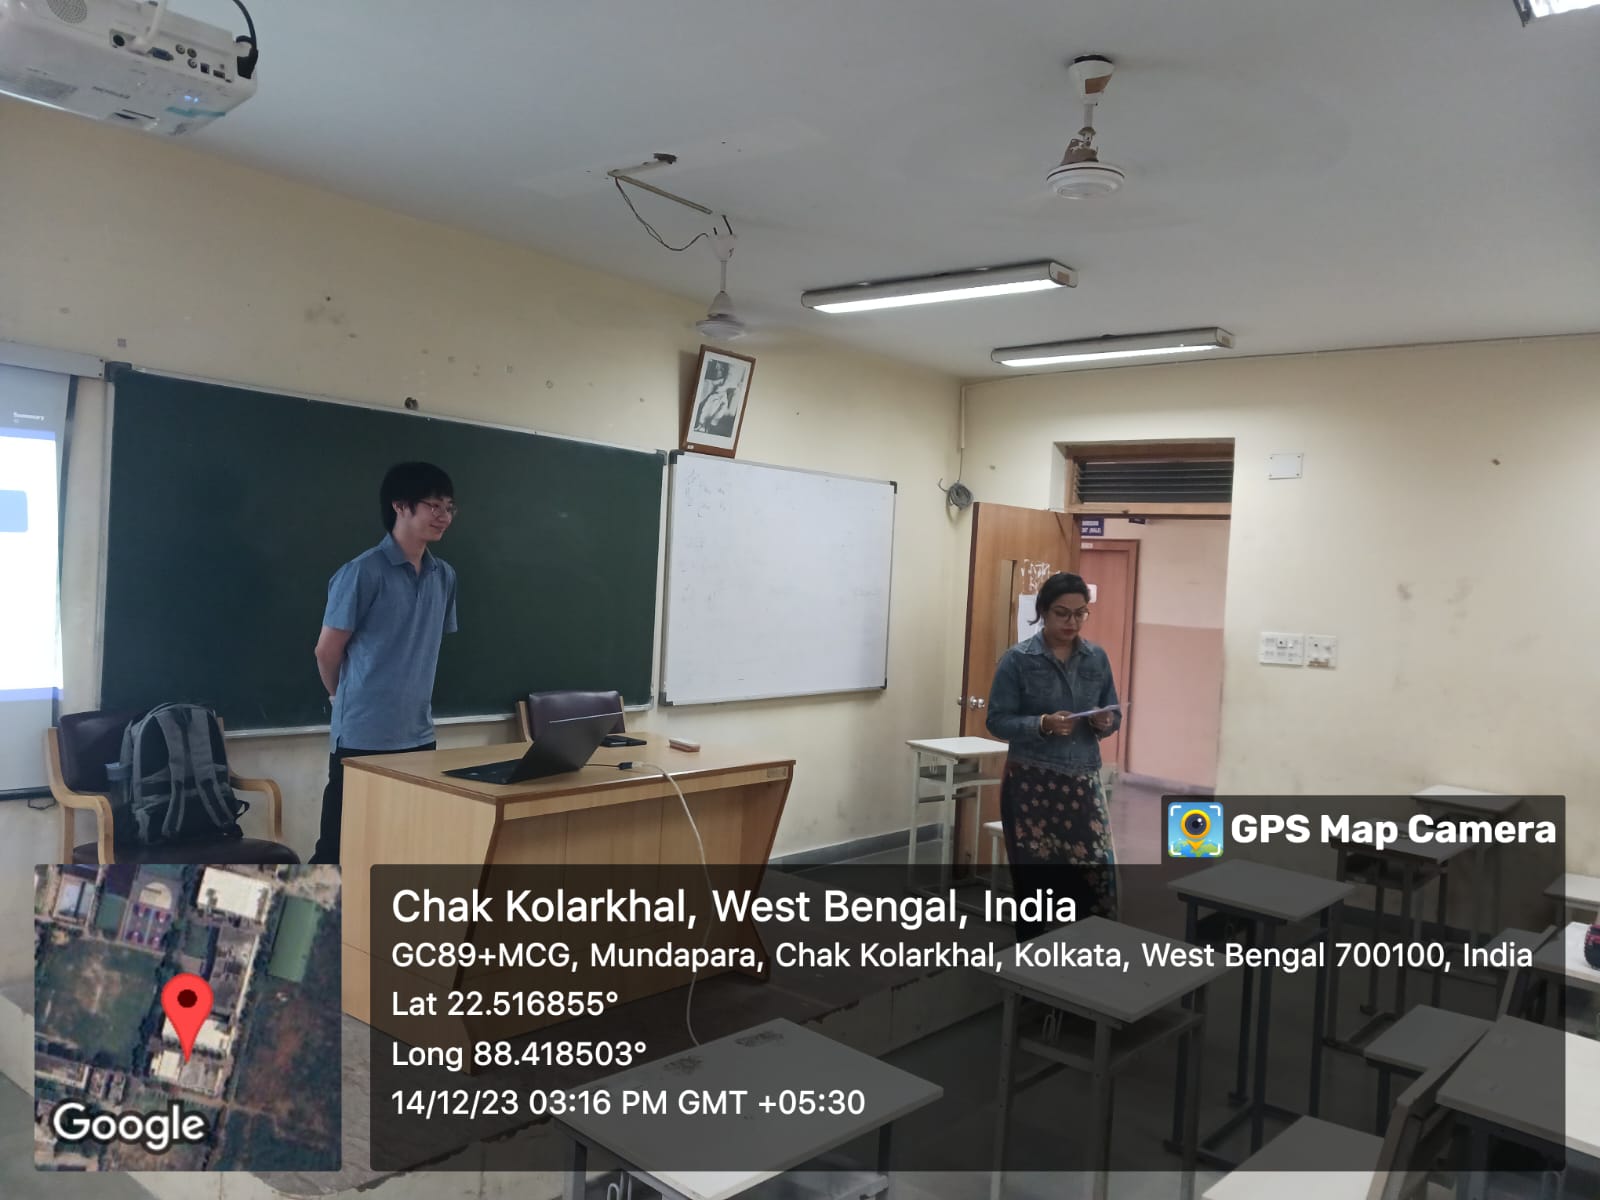 Summary
GPS Map Camera
Chak Kolarkhal, West Bengal, India
GC89+MCG, Mundapara, Chak Kolarkhal, Kolkata, West Bengal 700100, India
Lat 22.516855°
Long 88.418503°
14/12/23 03:16 PM GMT +05:30
Google